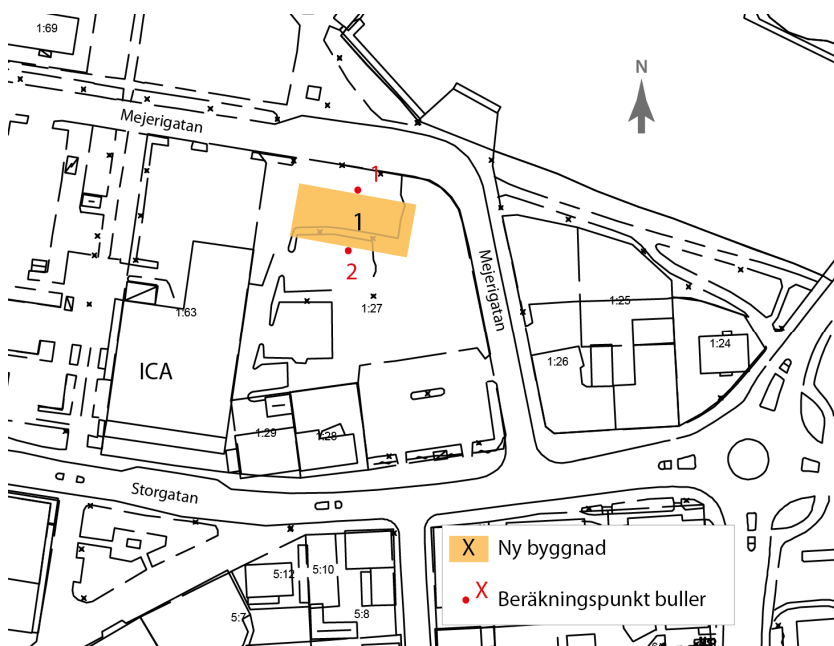 1:69
N
Mejerigatan
1
1
2
Mejerigatan
1:63
1:27
1:25
1:24
1:26
ICA
1:29
1:28
Storgatan
5:12
5:10
5:7
5:8
X Ny byggnad
X Beräkningspunkt buller